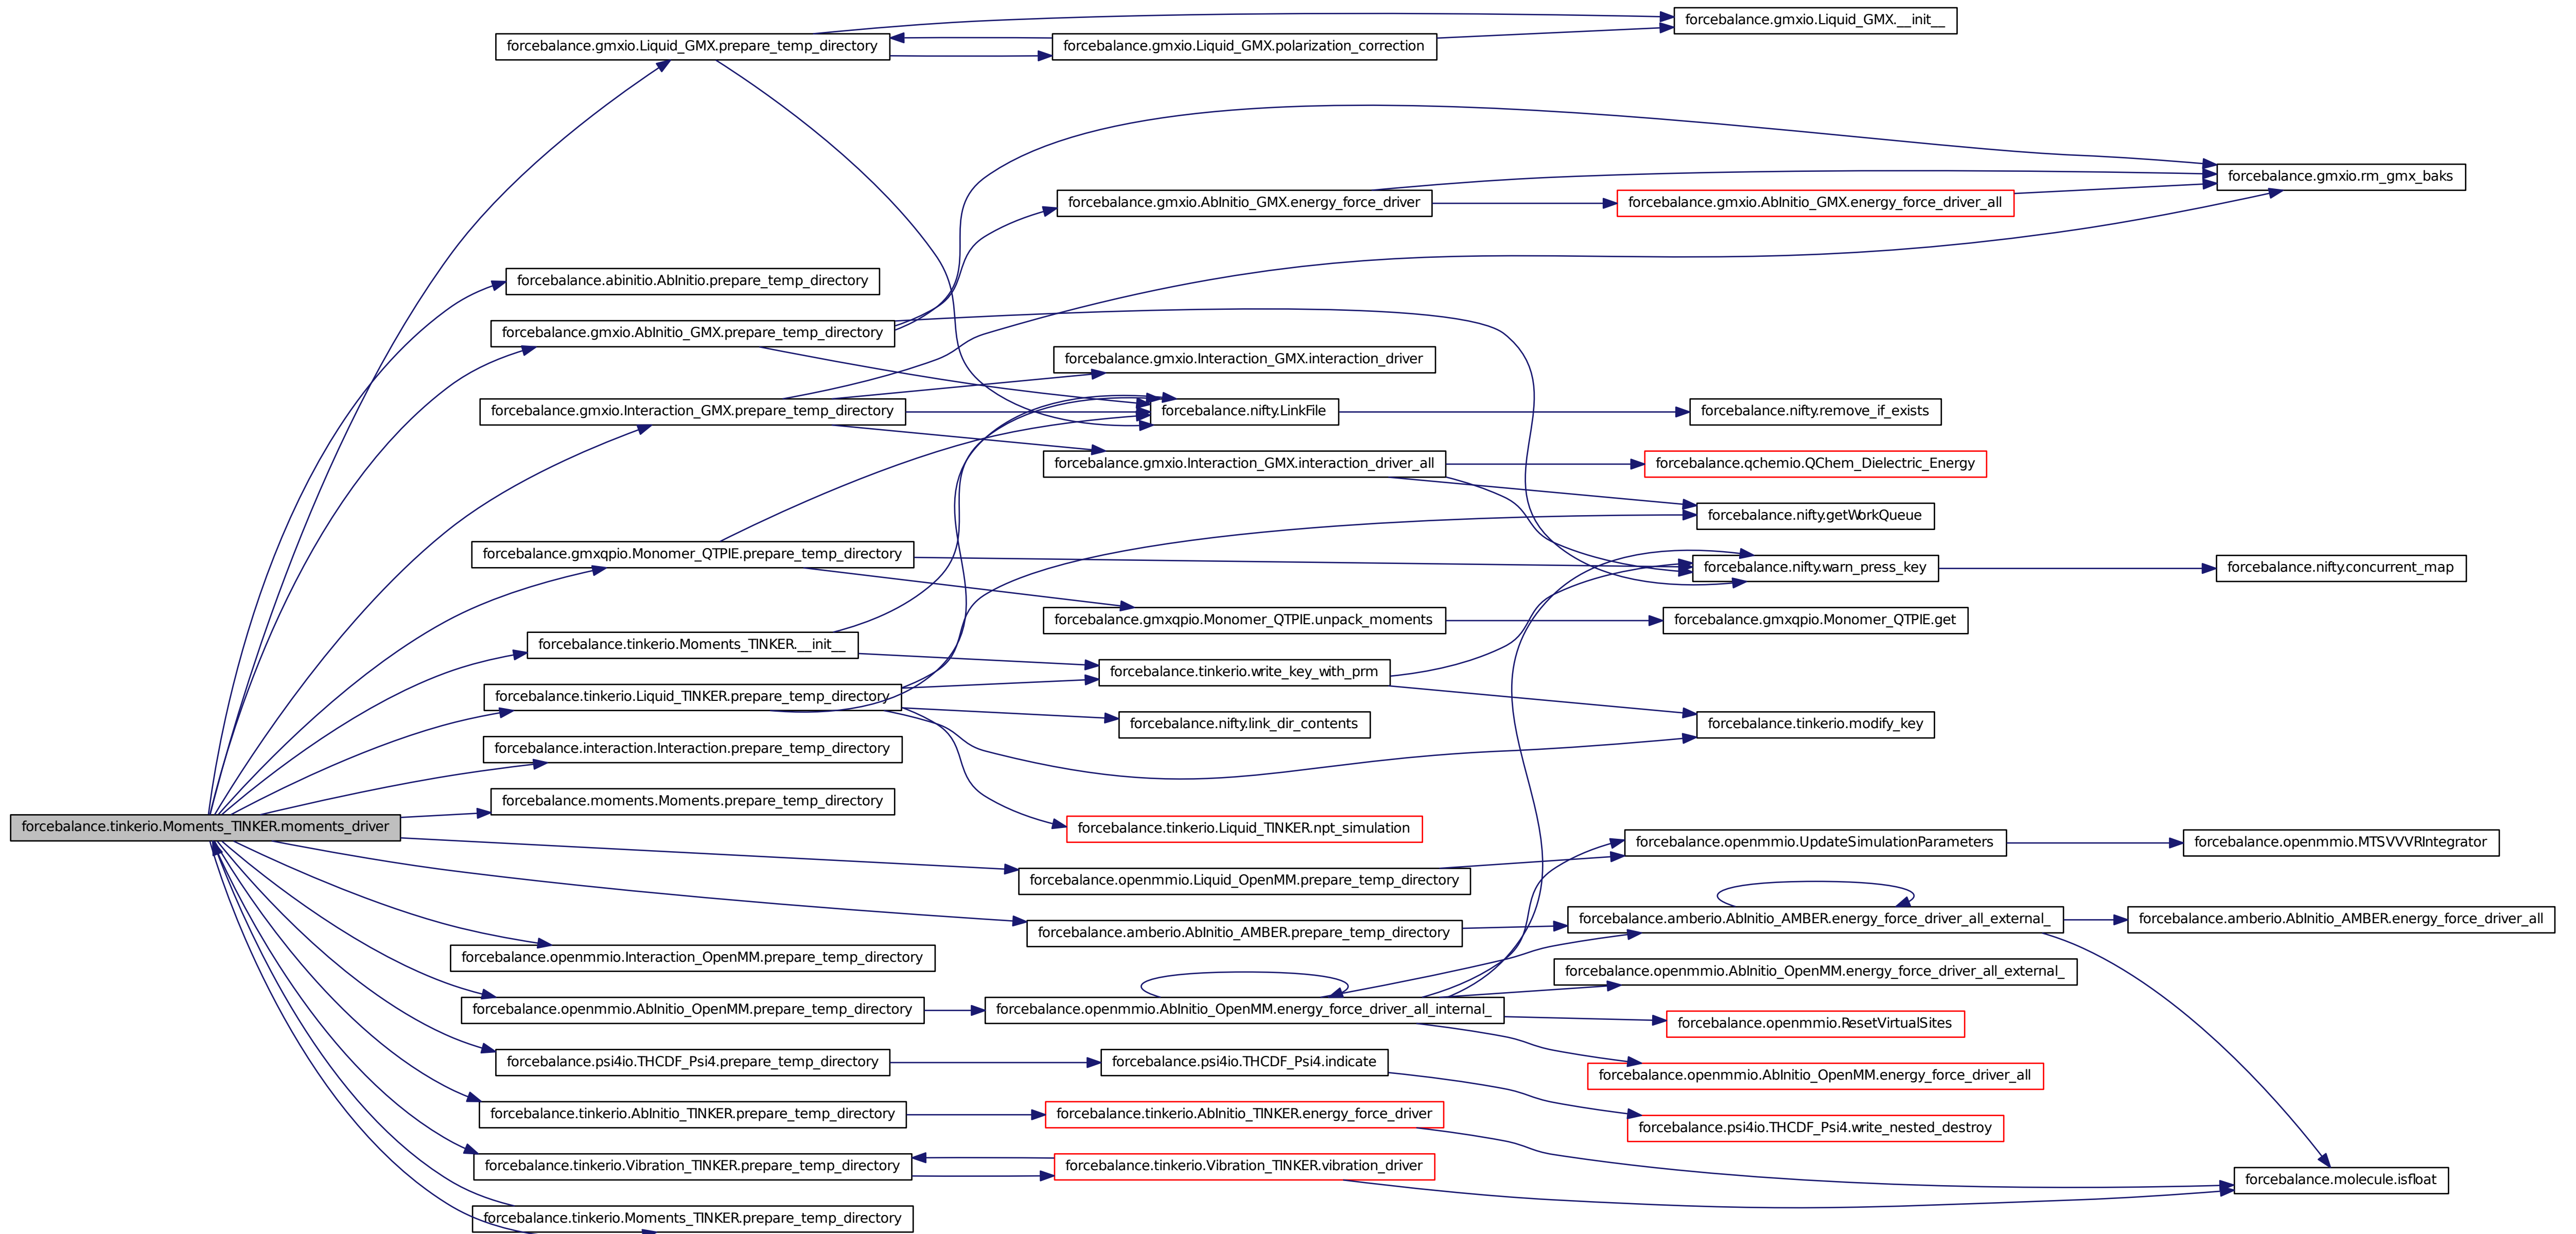 forcebalance.gmxio.Liquid_GMX.__init__
forcebalance.gmxio.Liquid_GMX.prepare_temp_directory
forcebalance.gmxio.Liquid_GMX.polarization_correction
forcebalance.gmxio.rm_gmx_baks
forcebalance.gmxio.AbInitio_GMX.energy_force_driver
forcebalance.gmxio.AbInitio_GMX.energy_force_driver_all
forcebalance.abinitio.AbInitio.prepare_temp_directory
forcebalance.gmxio.AbInitio_GMX.prepare_temp_directory
forcebalance.gmxio.Interaction_GMX.interaction_driver
forcebalance.gmxio.Interaction_GMX.prepare_temp_directory
forcebalance.nifty.LinkFile
forcebalance.nifty.remove_if_exists
forcebalance.gmxio.Interaction_GMX.interaction_driver_all
forcebalance.qchemio.QChem_Dielectric_Energy
forcebalance.nifty.getWorkQueue
forcebalance.gmxqpio.Monomer_QTPIE.prepare_temp_directory
forcebalance.nifty.warn_press_key
forcebalance.nifty.concurrent_map
forcebalance.gmxqpio.Monomer_QTPIE.unpack_moments
forcebalance.gmxqpio.Monomer_QTPIE.get
forcebalance.tinkerio.Moments_TINKER.__init__
forcebalance.tinkerio.write_key_with_prm
forcebalance.tinkerio.Liquid_TINKER.prepare_temp_directory
forcebalance.nifty.link_dir_contents
forcebalance.tinkerio.modify_key
forcebalance.interaction.Interaction.prepare_temp_directory
forcebalance.moments.Moments.prepare_temp_directory
forcebalance.tinkerio.Moments_TINKER.moments_driver
forcebalance.tinkerio.Liquid_TINKER.npt_simulation
forcebalance.openmmio.UpdateSimulationParameters
forcebalance.openmmio.MTSVVVRIntegrator
forcebalance.openmmio.Liquid_OpenMM.prepare_temp_directory
forcebalance.amberio.AbInitio_AMBER.energy_force_driver_all_external_
forcebalance.amberio.AbInitio_AMBER.energy_force_driver_all
forcebalance.amberio.AbInitio_AMBER.prepare_temp_directory
forcebalance.openmmio.Interaction_OpenMM.prepare_temp_directory
forcebalance.openmmio.AbInitio_OpenMM.energy_force_driver_all_external_
forcebalance.openmmio.AbInitio_OpenMM.prepare_temp_directory
forcebalance.openmmio.AbInitio_OpenMM.energy_force_driver_all_internal_
forcebalance.openmmio.ResetVirtualSites
forcebalance.psi4io.THCDF_Psi4.prepare_temp_directory
forcebalance.psi4io.THCDF_Psi4.indicate
forcebalance.openmmio.AbInitio_OpenMM.energy_force_driver_all
forcebalance.tinkerio.AbInitio_TINKER.prepare_temp_directory
forcebalance.tinkerio.AbInitio_TINKER.energy_force_driver
forcebalance.psi4io.THCDF_Psi4.write_nested_destroy
forcebalance.tinkerio.Vibration_TINKER.prepare_temp_directory
forcebalance.tinkerio.Vibration_TINKER.vibration_driver
forcebalance.molecule.isfloat
forcebalance.tinkerio.Moments_TINKER.prepare_temp_directory